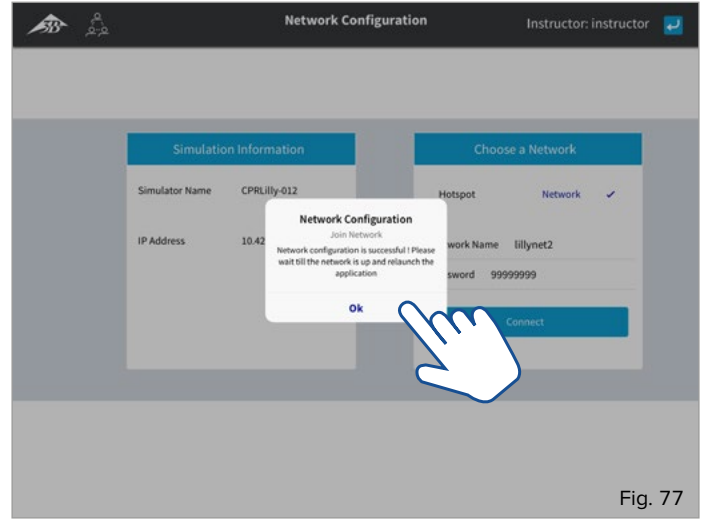 3B
Network Configuration
Instructor: instructor
Simulation Information
Choose a Network
Simulator Name CPRLilly-012
Hotspot Network
IP Address 10.42
work Name lillynet2
sword 99999999
Connect
Network Configuration
Join Network
Network configuration is successful ! Please
wait till the network is up and relaunch the
application
Ok
Fig. 77